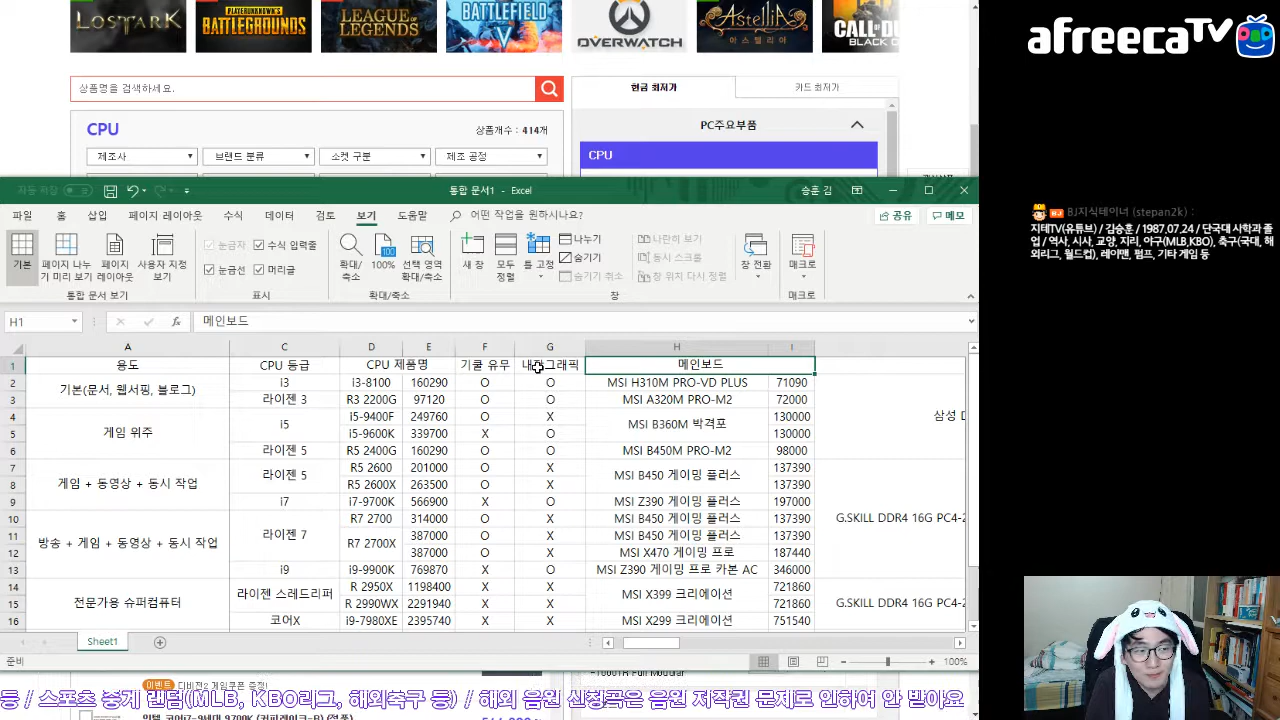 LOSTARK
PLAYERUNKNOWN'S
BATTLEGROUNDS
LEAGUE OF LEGENDS
BATTLEFIELD V
OVERWATCH
ASTELLIA
아스텔리아
CALL OF DUTY
BLACK O
afreecaTV
상품명을 검색하세요.
현금 최저가
카드 최저가
CPU
상품개수 : 414개
PC주요부품
제조사
브랜드 분류
소켓 구분
제조 공정
CPU
자동 저장
통합 문서1 - Excel
승훈 김
파일 홈 삽입 페이지 레이아웃 수식 데이터 검토 보기 도움말 어떤 작업을 원하시나요?
공유 메모
기본
페이지 나누기 미리 보기
페이지 레이아웃
사용자 지정 보기
통합 문서 보기
눈금자
수식 입력줄
눈금선
머리글
표시
확대/축소
100
100%
선택 영역 확대/축소
확대/축소
새 창
모두 정렬
틀 고정
나누기
숨기기
숨기기 취소
나란히 보기
동시 스크롤
창 위치 다시 정렬
창 전환
창
매크로
매크로
H1 fx 메인보드
A C D E F G H I
1 용도 CPU 등급 CPU 제품명 기쿨 유무 그래픽 메인보드
2 기본(문서, 웹서핑, 블로그) i3 i3-8100 160290 O O MSI H310M PRO-VD PLUS 71090
3 라이젠 3 R3 2200G 97120 O O MSI A320M PRO-M2 72000
4 게임 위주 i5 i5-9400F 249760 O X MSI B360M 박격포 130000 삼성 D
5 i5-9600K 339700 X O 130000
6 라이젠 5 R5 2400G 160290 O O MSI B450M PRO-M2 98000
7 게임 + 동영상 + 동시 작업 라이젠 5 R5 2600 201000 O X MSI B450 게이밍 플러스 137390
8 R5 2600X 263500 O X 137390
9 i7 i7-9700K 566900 X O MSI Z390 게이밍 플러스 197000
10 방송 + 게임 + 동영상 + 동시 작업 라이젠 7 R7 2700 314000 O X MSI B450 게이밍 플러스 137390 G.SKILL DDR4 16G PC4-2
11 R7 2700X 387000 O X MSI B450 게이밍 플러스 137390
12 387000 O X MSI X470 게이밍 프로 187440
13 i9 i9-9900K 769870 X O MSI Z390 게이밍 프로 카본 AC 346000
14 전문가용 슈퍼컴퓨터 라이젠 스레드리퍼 R 2950X 1198400 X X MSI X399 크리에이션 721860
15 R 2990WX 2291940 X X 721860 G.SKILL DDR4 16G PC4-2
16 코어X i9-7980XE 2395740 X X MSI X299 크리에이션 751540
Sheet1
준비
100%
BJ BJ지식테이너 (stepan2k) :
지테TV(유튜브) / 김승훈 / 1987.07.24 / 단국대 사학과 졸
업 / 역사, 시사, 교양, 지리, 야구(MLB,KBO), 축구(국대, 해
외리그, 월드컵), 레이맨, 펌프, 기타 게임 등
이벤트
등 / 스포츠 중계 랜덤(MLB, KBO리그, 해외축구 등) / 해외 음원 신청곡은 음원 저작권 문제로 인하여 안 받아요